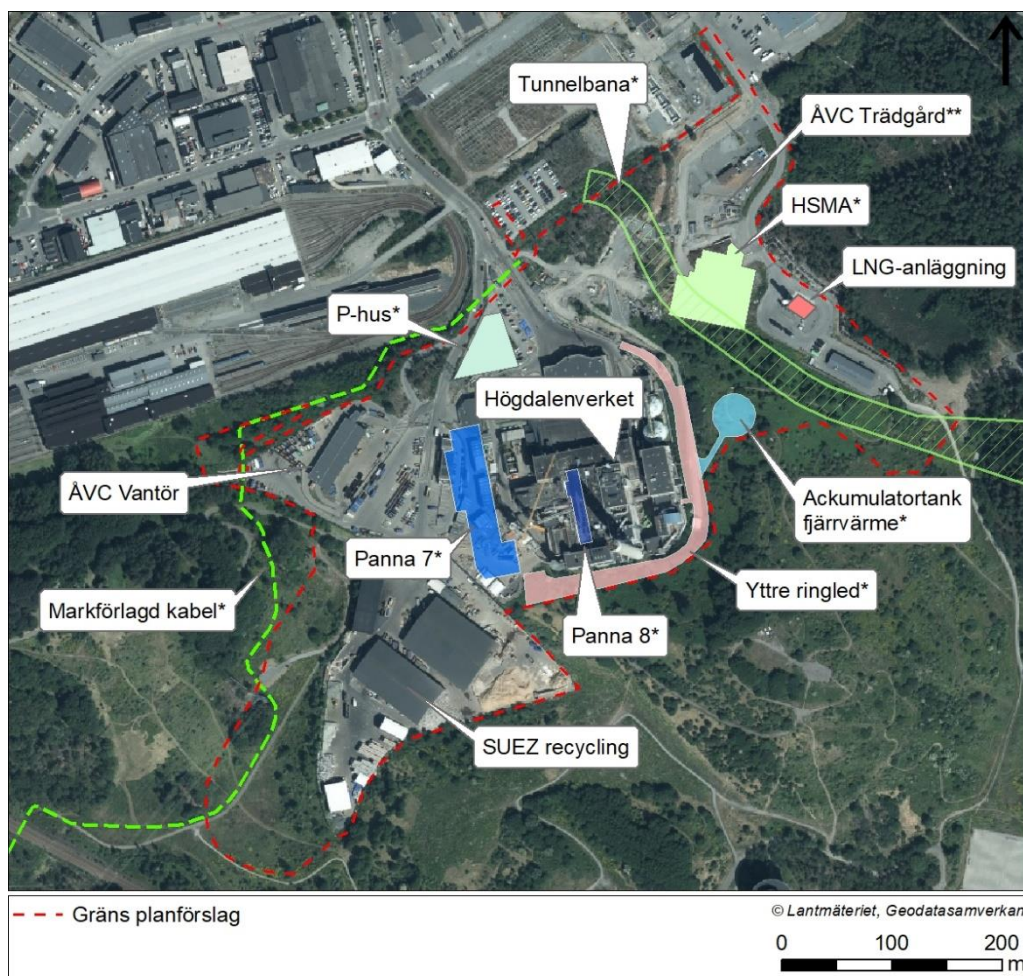 Tunnelbana*
ÅVC Trädgård**
HSMA*
LNG-anläggning
P-hus*
Högdalenverket
ÅVC Vantör
Ackumulatortank
fjärrvärme*
Panna 7*
Markförlagd kabel*
Yttre ringled*
Panna 8*
SUEZ recycling
Gräns planförslag
© Lantmäteriet, Geodatasamverkan
0 100 200
m